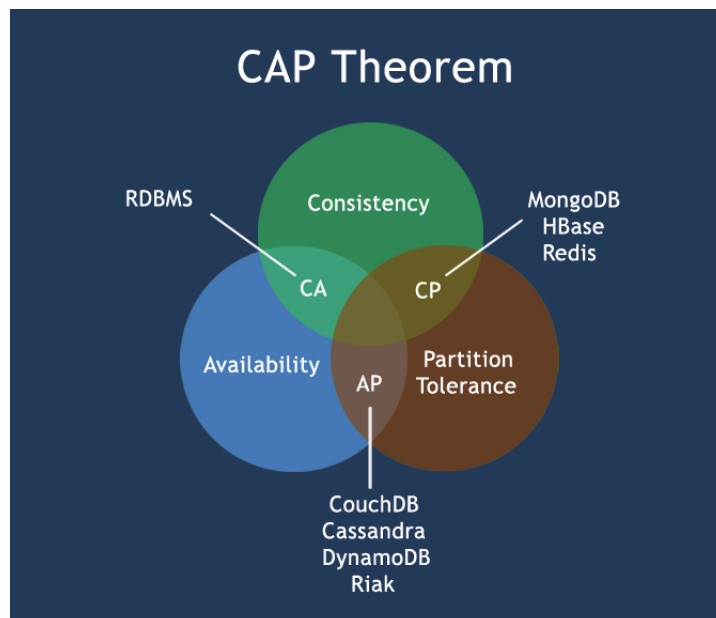 CAP Theorem
RDBMS
Consistency
MongoDB
HBase
Redis
CA
CP
Availability
Partition
Tolerance
AP
CouchDB
Cassandra
DynamoDB
Riak